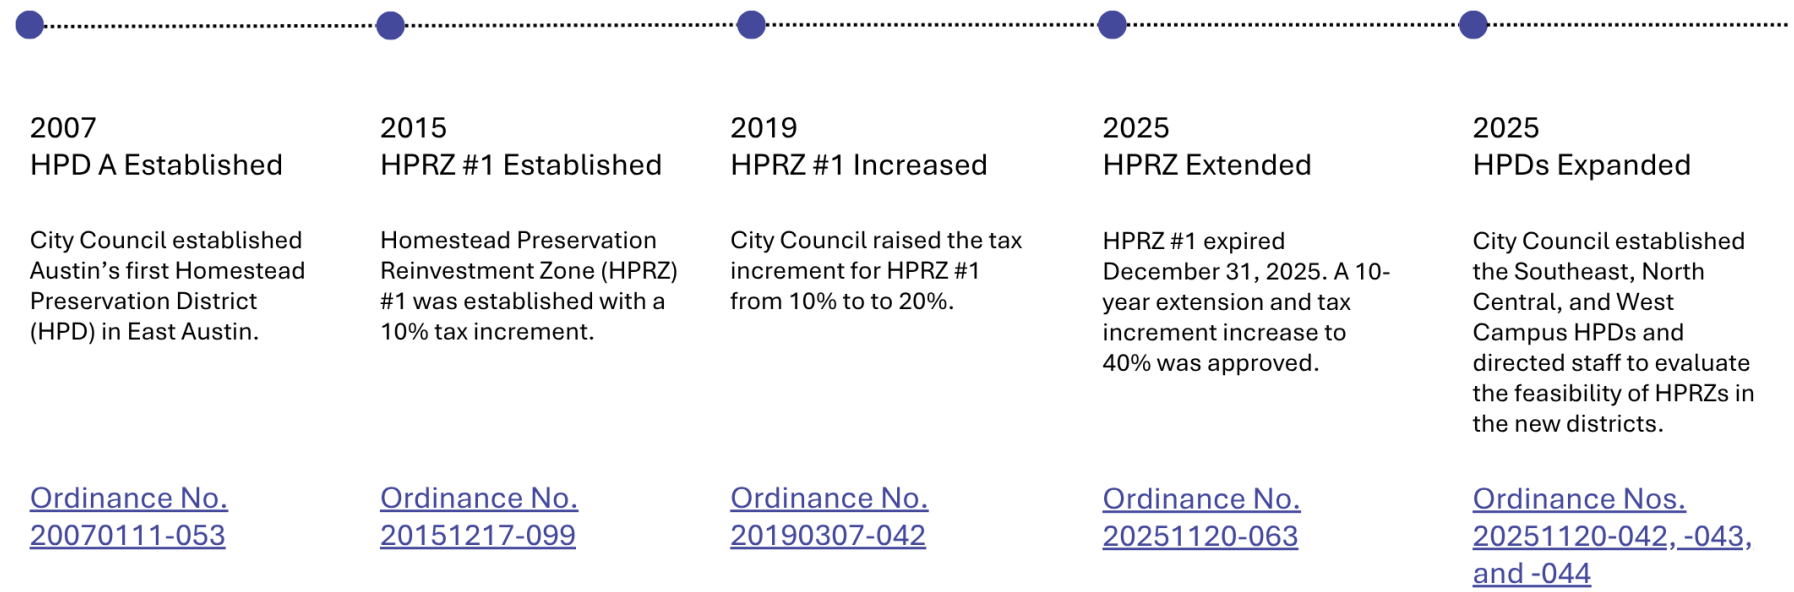 2007
HPD A Established
City Council established
Austin’s first Homestead
Preservation District
(HPD) in East Austin.
Ordinance No.
20070111-053
2015
HPRZ #1 Established
Homestead Preservation
Reinvestment Zone (HPRZ)
#1 was established with a
10% tax increment.
Ordinance No.
20151217-099
2019
HPRZ #1 Increased
City Council raised the tax
increment for HPRZ #1
from 10% to to 20%.
Ordinance No.
20190307-042
2025
HPRZ Extended
HPRZ #1 expired
December 31, 2025. A 10-
year extension and tax
increment increase to
40% was approved.
Ordinance No.
20251120-063
2025
HPDs Expanded
City Council established
the Southeast, North
Central, and West
Campus HPDs and
directed staff to evaluate
the feasibility of HPRZs in
the new districts.
Ordinance Nos.
20251120-042, -043,
and -044